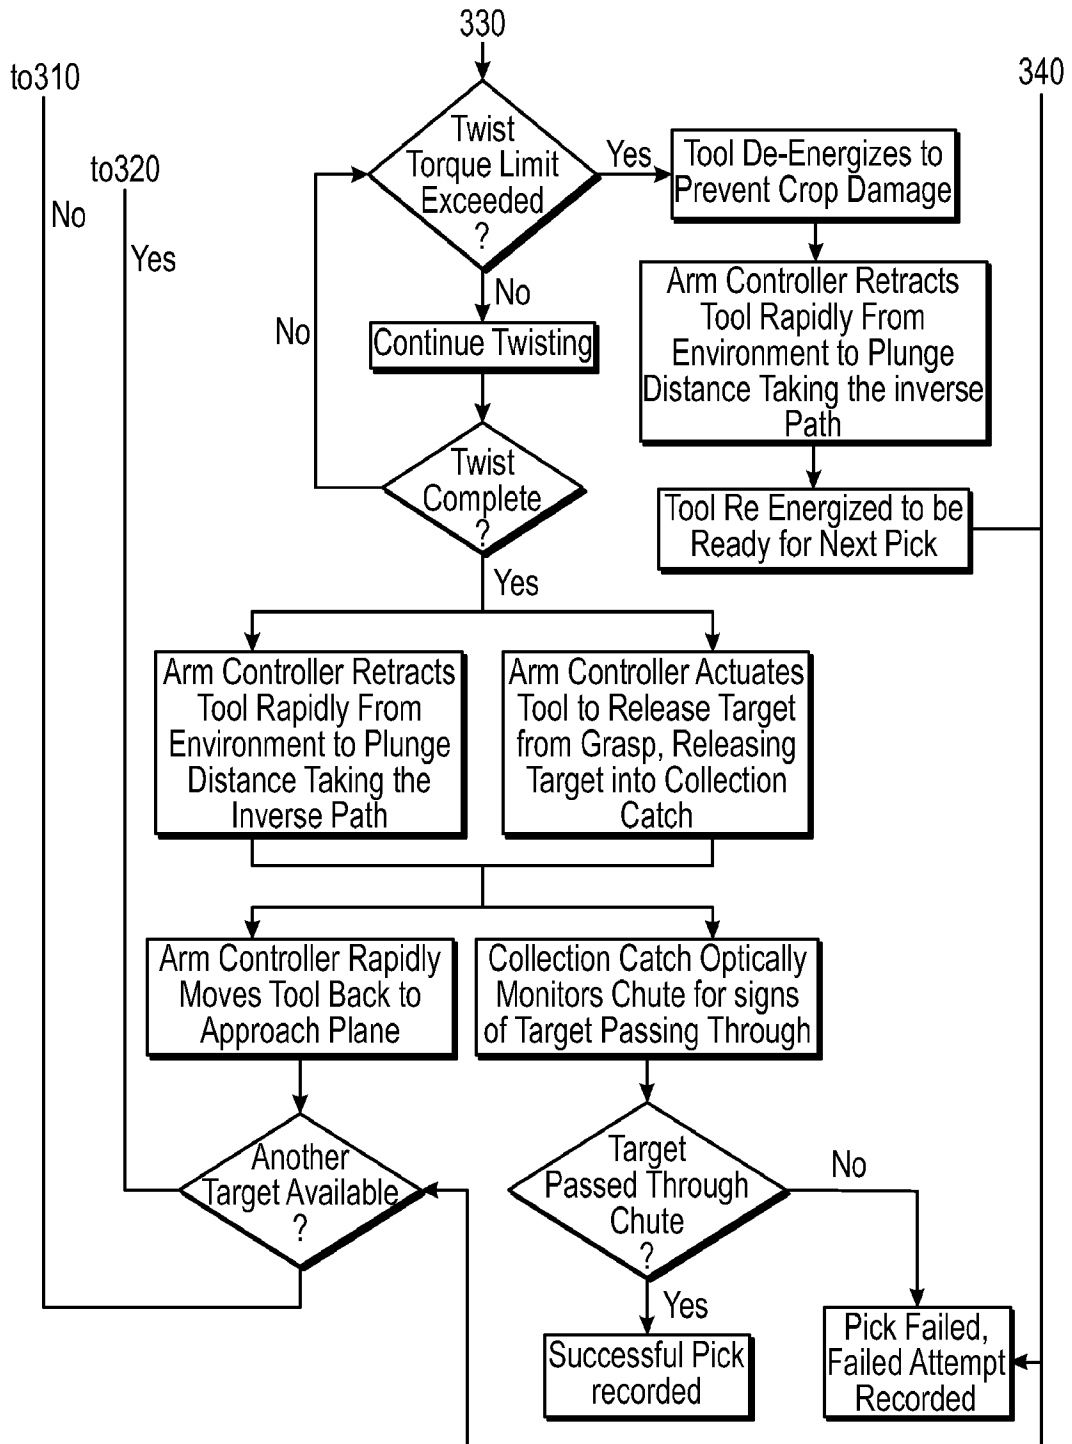 330
to310
340
to320
No
Yes
Twist
Torque Limit
Exceeded
?
Yes
Tool De-Energizes to
Prevent Crop Damage
No
Continue Twisting
No
Arm Controller Retracts
Tool Rapidly From
Environment to Plunge
Distance Taking the inverse
Path
Twist
Complete
?
Tool Re Energized to be
Ready for Next Pick
Yes
Arm Controller Retracts
Tool Rapidly From
Environment to Plunge
Distance Taking the
Inverse Path
Arm Controller Actuates
Tool to Release Target
from Grasp, Releasing
Target into Collection
Catch
Arm Controller Rapidly
Moves Tool Back to
Approach Plane
Collection Catch Optically
Monitors Chute for signs
of Target Passing Through
Another
Target Available
?
Target
Passed Through
Chute
?
No
Yes
Successful Pick
recorded
Pick Failed,
Failed Attempt
Recorded